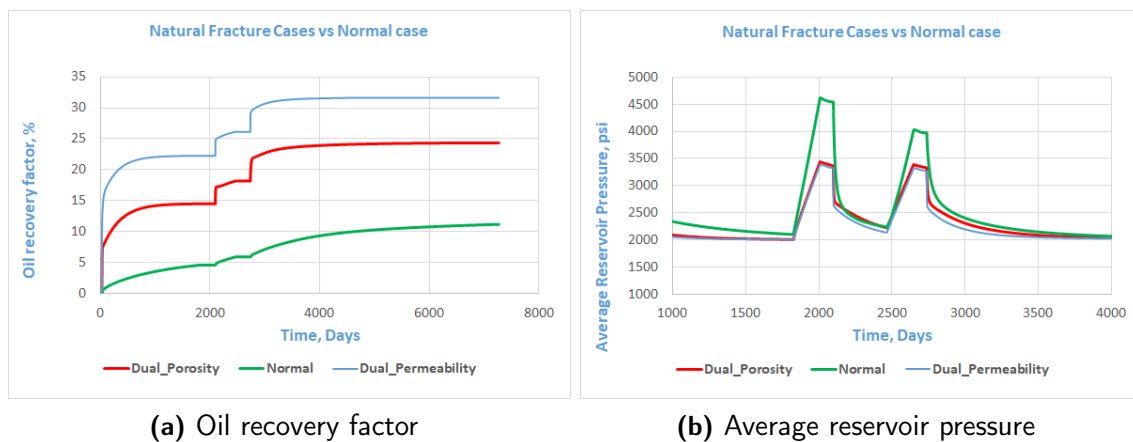 Natural Fracture Cases vs Normal case
Oil recovery factor, %
35
30
25
20
15
10
5
0
0 2000 4000 6000 8000
Time, Days
Dual_Porosity Normal Dual_Permeability
(a) Oil recovery factor
Natural Fracture Cases vs Normal case
Average Reservoir Pressure, psi
5000
4500
4000
3500
3000
2500
2000
1500
1000
1000 1500 2000 2500 3000 3500 4000
Time, Days
Dual_Porosity Normal Dual_Permeability
(b) Average reservoir pressure